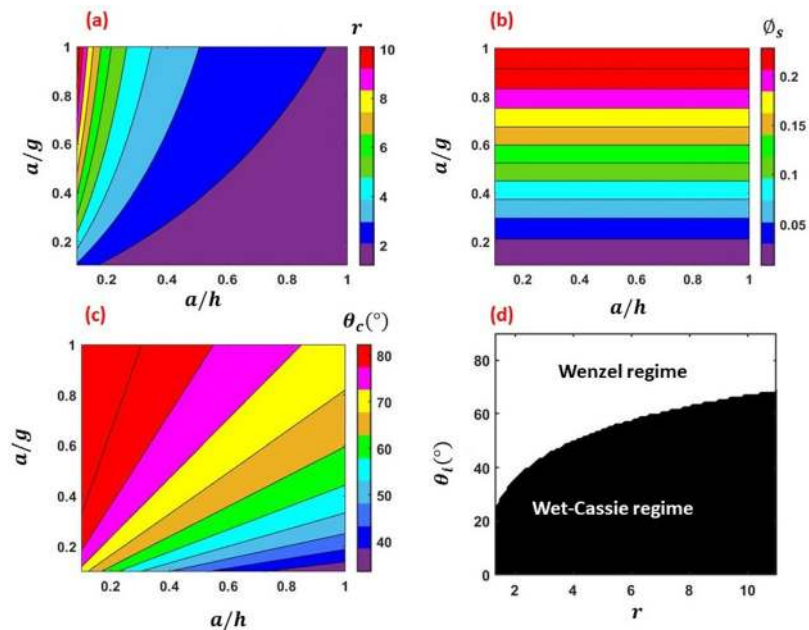 (a)
r
1
0.8
0.6
0.4
0.2
a/g
0.2 0.4 0.6 0.8 1
a/h
10
8
6
4
2
(b)
∅s
1
0.8
0.6
0.4
0.2
a/g
0.2 0.4 0.6 0.8 1
a/h
0.2
0.15
0.1
0.05
(c)
θc(°)
1
0.8
0.6
0.4
0.2
a/g
0.2 0.4 0.6 0.8 1
a/h
80
70
60
50
40
(d)
80
60
40
20
0
θi(°)
Wenzel regime
Wet-Cassie regime
2 4 6 8 10
r